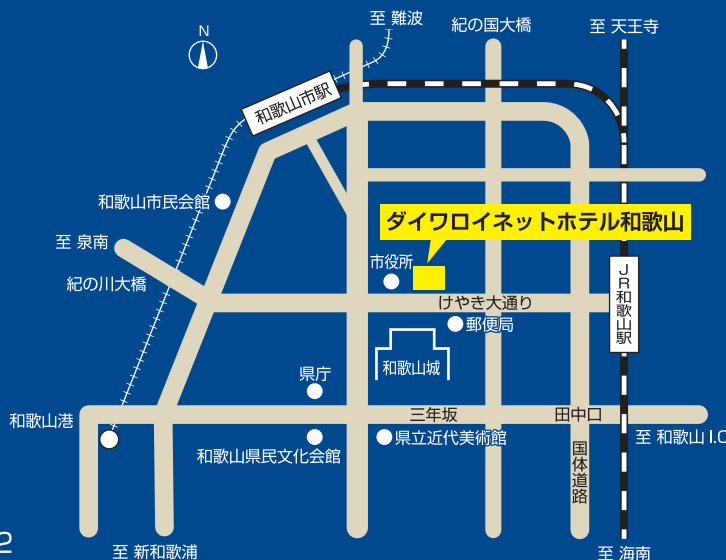 至 難波
紀の国大橋
至 天王寺
N
和歌山市駅
和歌山市民会館
ダイワロイネットホテル和歌山
至 泉南
市役所
紀の川大橋
JR和歌山駅
けやき大通り
郵便局
和歌山城
県庁
和歌山港
三年坂
田中口
和歌山県民文化会館
県立近代美術館
至 和歌山 I.C
国体道路
2
至 新和歌浦
至 海南